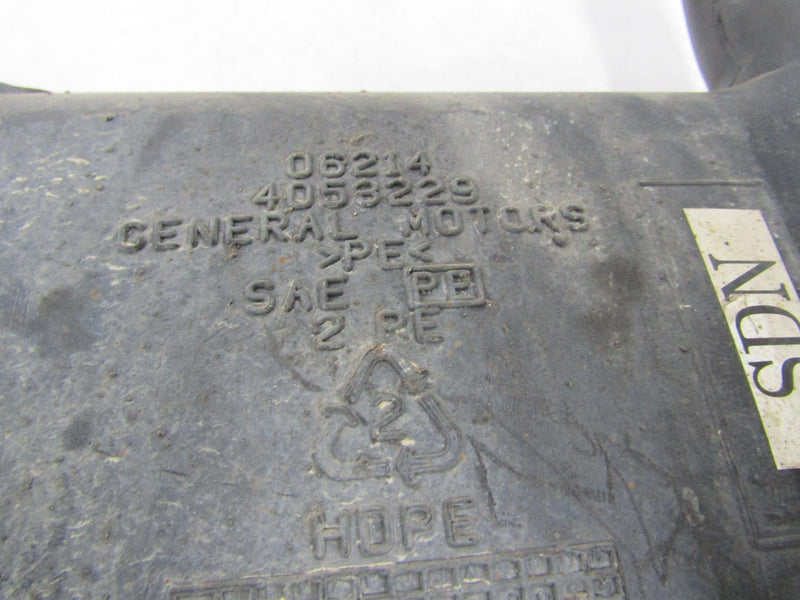 06214
4053229
GENERAL MOTORS
>PE<
SAE PE
2 PE
2
HDPE
SDN